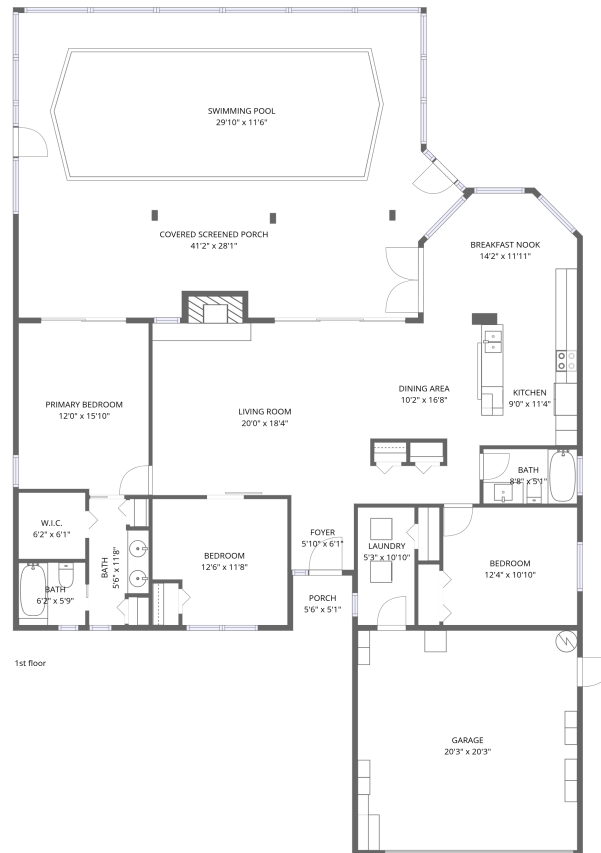 SWIMMING POOL
29'10" x 11'6"
COVERED SCREENED PORCH
41'2" x 28'1"
BREAKFAST NOOK
14'2" x 11'11"
PRIMARY BEDROOM
12'0" x 15'10"
LIVING ROOM
20'0" x 18'4"
DINING AREA
10'2" x 16'8"
KITCHEN
9'0" x 11'4"
BATH
8'8" x 5'1"
W.I.C.
6'2" x 6'1"
BATH
5'6" x 11'8"
BATH
6'2" x 5'9"
BEDROOM
12'6" x 11'8"
FOYER
5'10" x 6'1"
LAUNDRY
5'3" x 10'10"
BEDROOM
12'4" x 10'10"
PORCH
5'6" x 5'1"
1st floor
GARAGE
20'3" x 20'3"